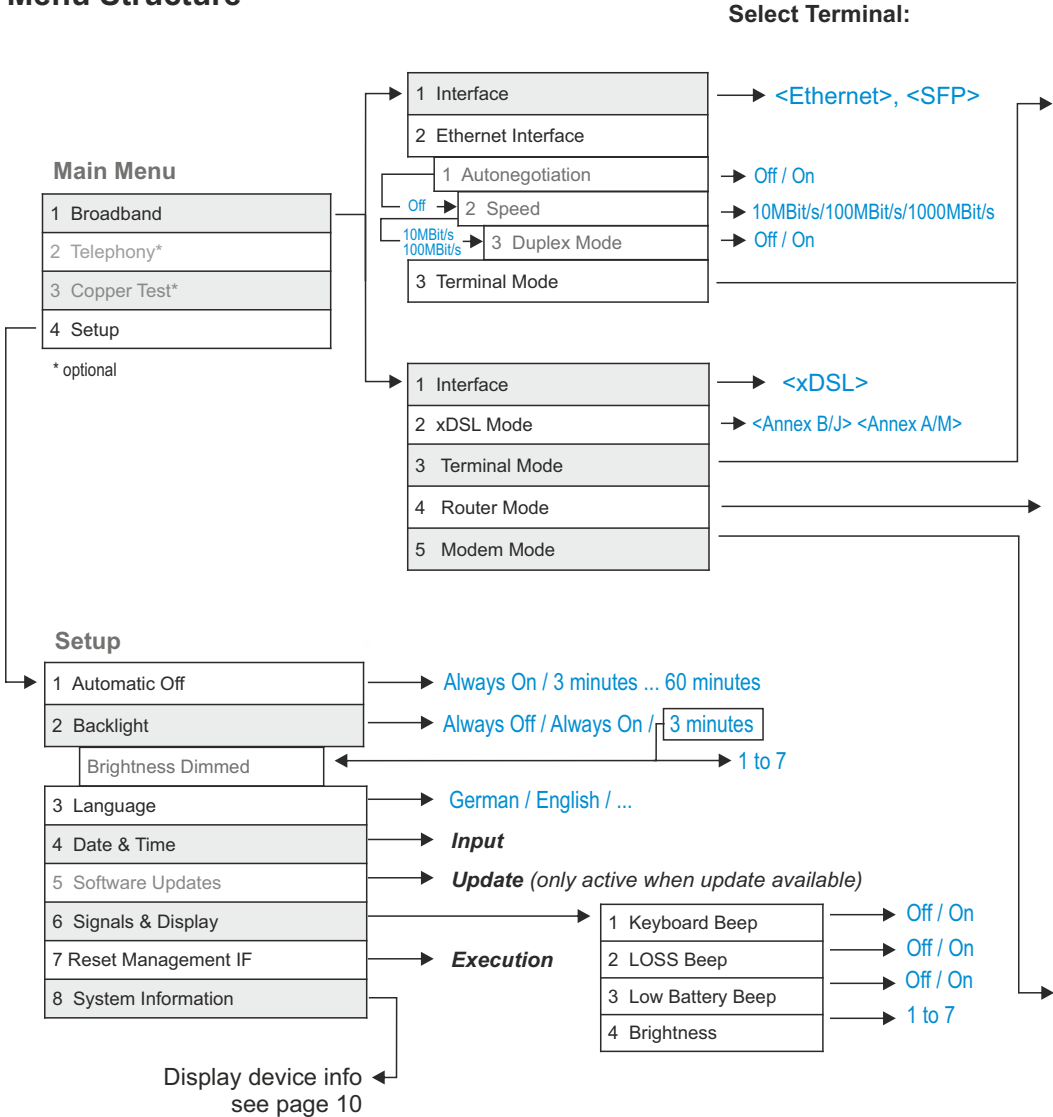 Menu Structure
Select Terminal:
1 Interface
<Ethernet>, <SFP>
2 Ethernet Interface
1 Autonegotiation
Off / On
Off
2 Speed
10MBit/s/100MBit/s/1000MBit/s
10MBit/s
100MBit/s
3 Duplex Mode
Off / On
3 Terminal Mode
Main Menu
1 Broadband
2 Telephony*
3 Copper Test*
4 Setup
* optional
1 Interface
<xDSL>
2 xDSL Mode
<Annex B/J> <Annex A/M>
3 Terminal Mode
4 Router Mode
5 Modem Mode
Setup
1 Automatic Off
Always On / 3 minutes ... 60 minutes
2 Backlight
Always Off / Always On / 3 minutes
Brightness Dimmed
1 to 7
3 Language
German / English / ...
4 Date & Time
Input
5 Software Updates
Update (only active when update available)
6 Signals & Display
7 Reset Management IF
Execution
8 System Information
1 Keyboard Beep
Off / On
2 LOSS Beep
Off / On
3 Low Battery Beep
Off / On
4 Brightness
1 to 7
Display device info
see page 10